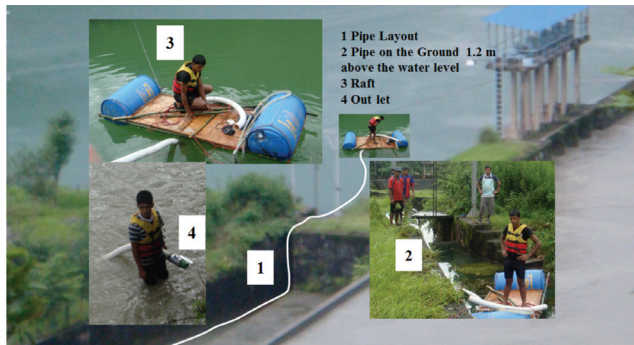 1 Pipe Layout
2 Pipe on the Ground 1.2 m
above the water level
3 Raft
4 Out let
3
4
1
2